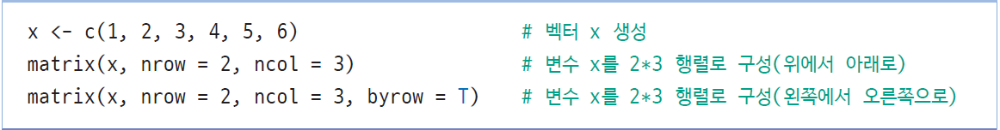 x <- c(1, 2, 3, 4, 5, 6) # 벡터 x 생성
matrix(x, nrow = 2, ncol = 3) # 변수 x를 2*3 행렬로 구성(위에서 아래로)
matrix(x, nrow = 2, ncol = 3, byrow = T) # 변수 x를 2*3 행렬로 구성(왼쪽에서 오른쪽으로)